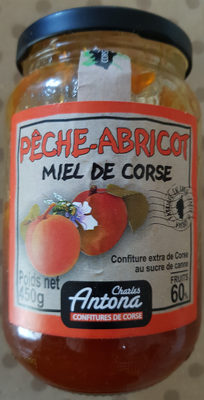 PÊCHE-ABRICOT
MIEL DE CORSE
Confiture extra de Corse
au sucre de canne
Poids net
450g
FRUITS
60%
Charles
Antona
CONFITURES DE CORSE